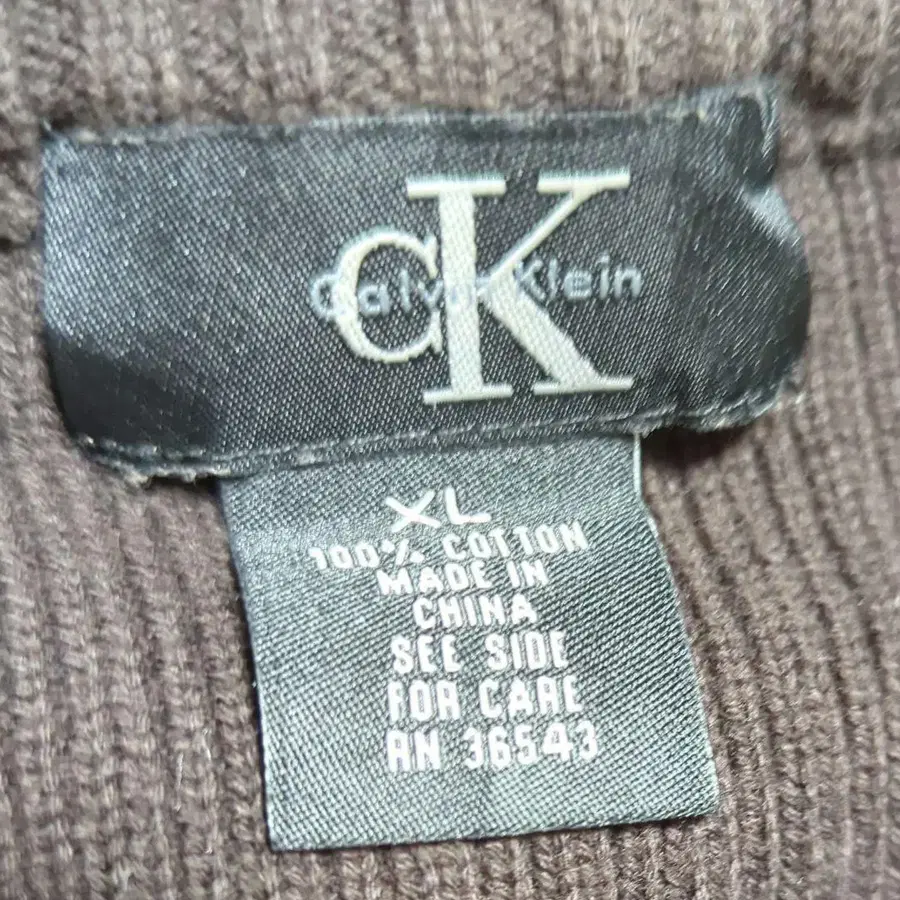 cK
Calvin Klein
XL
100% COTTON
MADE IN
CHINA
SEE SIDE
FOR CARE
RN 36543